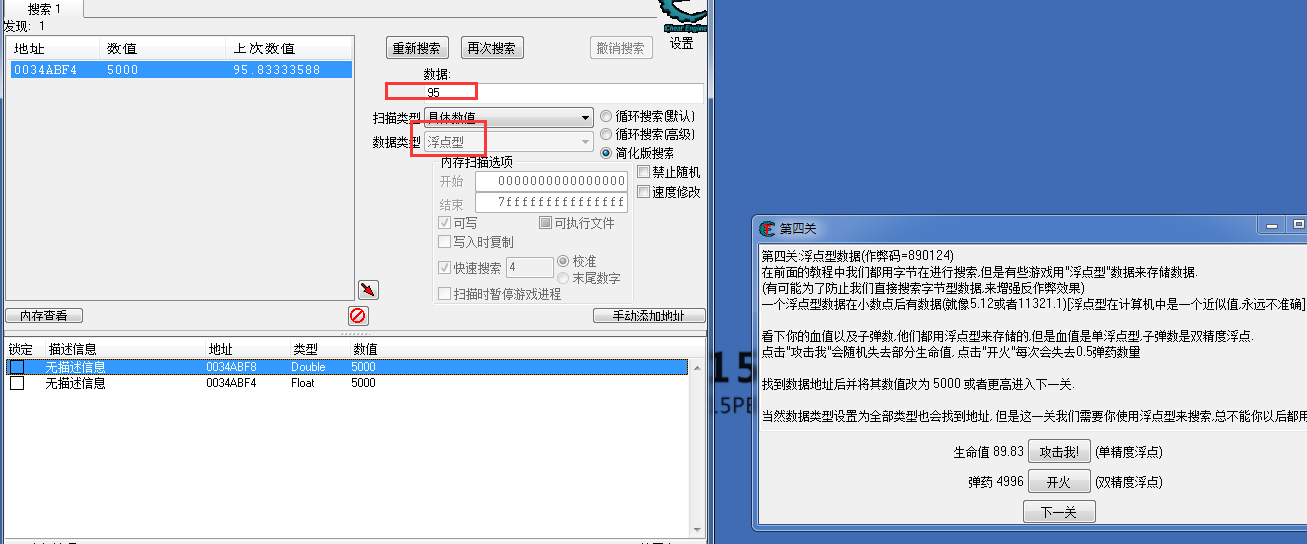 搜索 1
发现: 1
Cheat Engine
设置
地址 数值 上次数值
0034ABF4 5000 95.83333588
重新搜索 再次搜索 撤销搜索
数据:
95
扫描类型 具体数值
数据类型 浮点型
循环搜索(默认)
循环搜索(高级)
简化版搜索
内存扫描选项
开始 0000000000000000
结束 7fffffffffffffff
禁止随机
速度修改
可写 可执行文件
写入时复制
快速搜索 4 校准
末尾数字
扫描时暂停游戏进程
内存查看 手动添加地址
锁定 描述信息 地址 类型 数值
无描述信息 0034ABF8 Double 5000
无描述信息 0034ABF4 Float 5000
15
15PB
第四关
第四关:浮点型数据(作弊码=890124)
在前面的教程中我们都用字节在进行搜索.但是有些游戏用"浮点型"数据来存储数据.
(有可能为了防止我们直接搜索字节型数据.来增强反作弊效果)
一个浮点型数据在小数点后有数据(就像5.12或者11321.1)[浮点型在计算机中是一个近似值,永远不准确]
看下你的血值以及子弹数.他们都用浮点型来存储的.但是血值是单浮点型.子弹数是双精度浮点.
点击"攻击我"会随机失去部分生命值. 点击"开火"每次会失去0.5弹药数量
找到数据地址后并将其数值改为 5000 或者更高进入下一关.
当然数据类型设置为全部类型也会找到地址, 但是这一关我们需要你使用浮点型来搜索,总不能你以后都用
生命值 89.83 攻击我! (单精度浮点)
弹药 4996 开火 (双精度浮点)
下一关